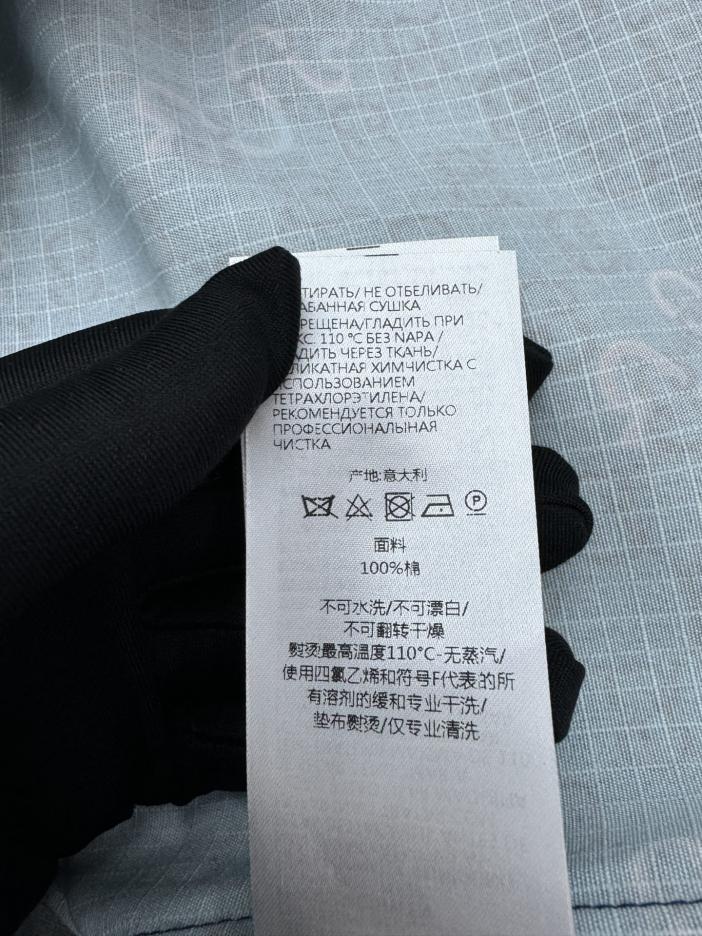 ТИРАТЬ/ НЕ ОТБЕЛИВАТЬ/
АБАННАЯ СУШКА
РЕЩЕНА/ГЛАДИТЬ ПРИ
КС. 110 °C БЕЗ NAPA /
АДИТЬ ЧЕРЕЗ ТКАНЬ/
ЛИКАТНАЯ ХИМЧИСТКА С
СПОЛЬЗОВАНИЕМ
ТЕТРАХЛОРЭТИЛЕНА/
РЕКОМЕНДУЕТСЯ ТОЛЬКО
ПРОФЕССИОНАЛЫНАЯ
ЧИСТКА
产地:意大利
P
面料
100%棉
不可水洗/不可漂白/
不可翻转干燥
熨烫最高温度110°C-无蒸汽/
使用四氯乙烯和符号F代表的所
有溶剂的缓和专业干洗/
垫布熨烫/仅专业清洗